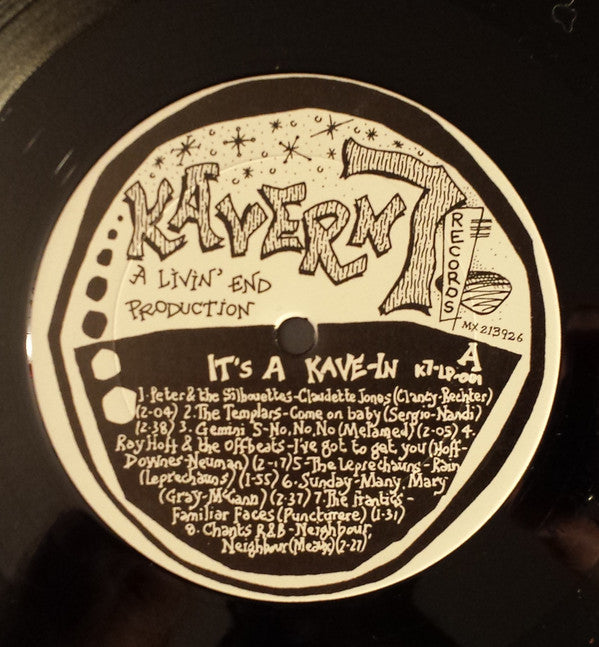 KAVERN 7
RECORDS
A LIVIN' END
PRODUCTION
MX 213926
IT'S A KAVE-IN
A
K7-LP-001
1. Peter & the Silhouettes-Claudette Jones (Clancy-Rechter)
(2-04) 2. The Templars-Come on baby (Sergio-Nandi)
(2-38) 3. Gemini 5-No, No, No (Melamed) (2-05) 4.
Roy Hoff & the Offbeats-I've got to get you (Hoff-
Downes-Neuman) (2-17) 5-The Leprechauns-Rain
(Leprechauns) (1-55) 6. Sunday-Many, Mary
(Gray-McCann) (2-37) 7. The Frantics-
Familiar Faces (Puncturere) (1-31)
8. Chants R&B-Neighbour,
Neighbour (Meaux) (2-27)